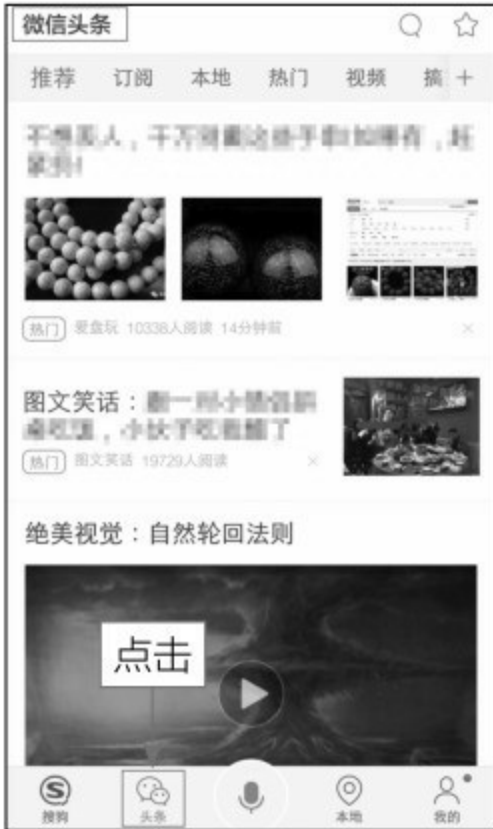 微信头条
推荐 订阅 本地 热门 视频 搞
热门 爱盘玩 10338人阅读 14分钟前
图文笑话：
热门 图文笑话 19729人阅读
绝美视觉：自然轮回法则
点击
搜狗 头条 本地 我的